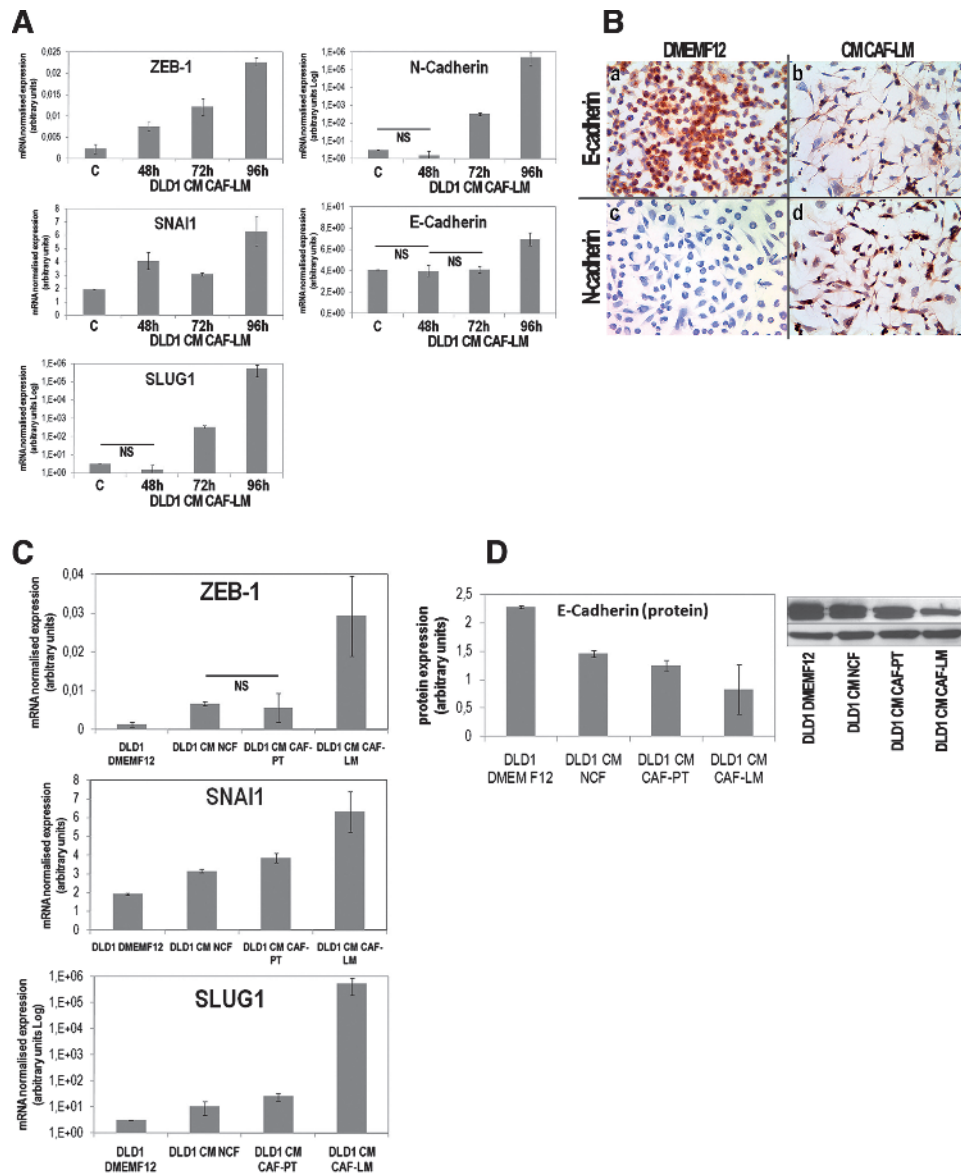 A
mRNA normalised expression
(arbitrary units)
0,025
0,02
0,015
0,01
0,005
0
ZEB-1
C 48h 72h 96h
DLD1 CM CAF-LM
mRNA normalised expression
(arbitrary units Log)
1,E+06
1,E+05
1,E+04
1,E+03
1,E+02
1,E+01
1,E+00
N-Cadherin
NS
C 48h 72h 96h
DLD1 CM CAF-LM
mRNA normalised expression
(arbitrary units)
8
7
6
5
4
3
2
1
0
SNAI1
C 48h 72h 96h
DLD1 CM CAF-LM
mRNA normalised expression
(arbitrary units)
1,E+01
8,E+00
6,E+00
4,E+00
2,E+00
0,E+00
E-Cadherin
NS
NS
C 48h 72h 96h
DLD1 CM CAF-LM
mRNA normalised expression
(arbitrary units Log)
1,E+06
1,E+05
1,E+04
1,E+03
1,E+02
1,E+01
1,E+00
SLUG1
NS
C 48h 72h 96h
DLD1 CM CAF-LM
B
DMEMF12 CM CAF-LM
E-cadherin
a b
N-cadherin
c d
C
mRNA normalised expression
(arbitrary units)
0,04
0,03
0,02
0,01
0
ZEB-1
NS
DLD1 DLD1 CM NCF DLD1 CM CAF- DLD1 CM CAF-
DMEMF12 PT LM
mRNA normalised expression
(arbitrary units)
8
7
6
5
4
3
2
1
0
SNAI1
DLD1 DMEMF12 DLD1 CM NCF DLD1 CM CAF- DLD1 CM CAF-
PT LM
mRNA normalised expression
(arbitrary units Log)
1,E+06
1,E+05
1,E+04
1,E+03
1,E+02
1,E+01
1,E+00
SLUG1
DLD1 DLD1 CM NCF DLD1 CM DLD1 CM
DMEMF12 CAF-PT CAF-LM
D
protein expression
(arbitrary units)
2,5
2
1,5
1
0,5
0
E-Cadherin (protein)
DLD1 DLD1 CM DLD1 CM DLD1 CM
DMEM F12 NCF CAF-PT CAF-LM
DLD1 DMEMF12
DLD1 CM NCF
DLD1 CM CAF-PT
DLD1 CM CAF-LM